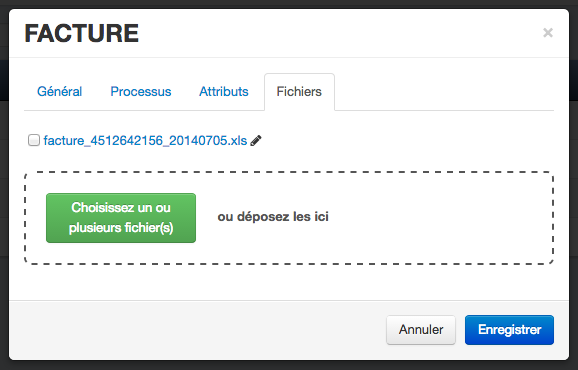 FACTURE
×
Général Processus Attributs Fichiers
facture_4512642156_20140705.xls
Choisissez un ou
plusieurs fichier(s)
ou déposez les ici
Annuler Enregistrer